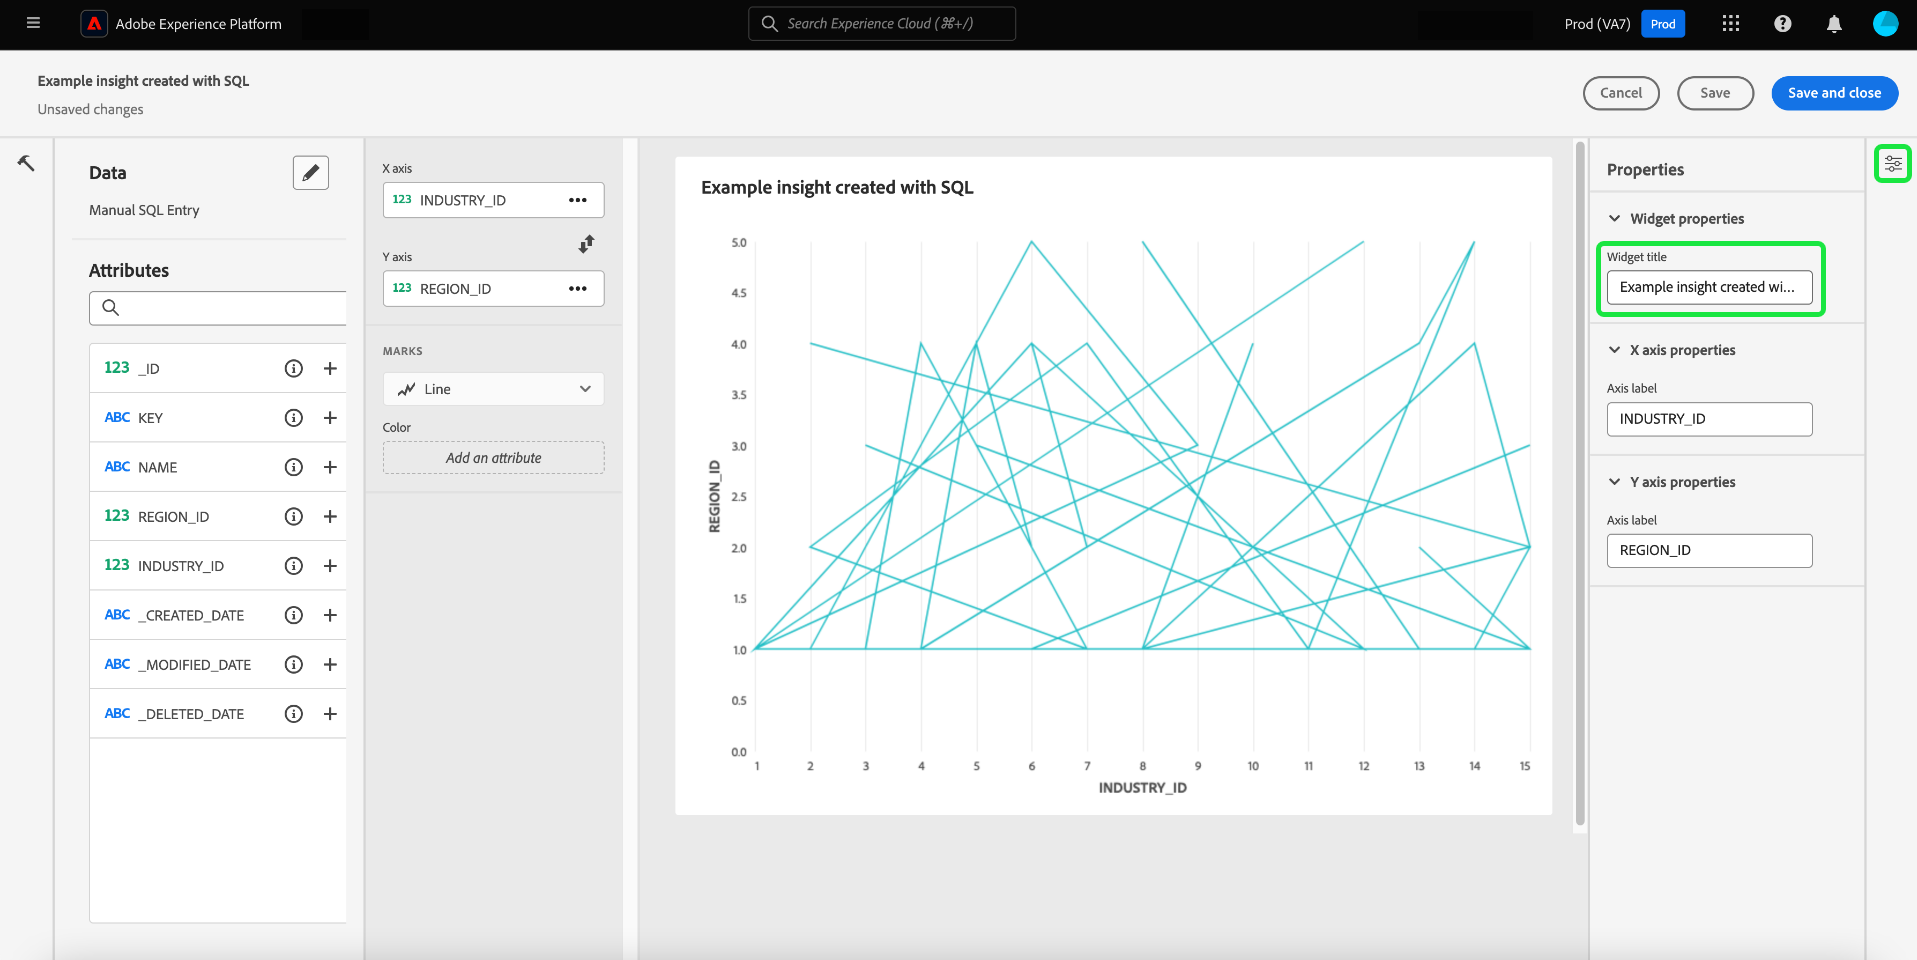 Adobe Experience Platform
Search Experience Cloud (⌘+/)
Prod (VA7)
Prod
Example insight created with SQL
Unsaved changes
Cancel
Save
Save and close
Data
Manual SQL Entry
Attributes
123 _ID
ABC KEY
ABC NAME
123 REGION_ID
123 INDUSTRY_ID
ABC _CREATED_DATE
ABC _MODIFIED_DATE
ABC _DELETED_DATE
X axis
123 INDUSTRY_ID
Y axis
123 REGION_ID
MARKS
Line
Color
Add an attribute
Example insight created with SQL
5.0
4.5
4.0
3.5
3.0
2.5
2.0
1.5
1.0
0.5
0.0
REGION_ID
1 2 3 4 5 6 7 8 9 10 11 12 13 14 15
INDUSTRY_ID
Properties
Widget properties
Widget title
Example insight created wi...
X axis properties
Axis label
INDUSTRY_ID
Y axis properties
Axis label
REGION_ID